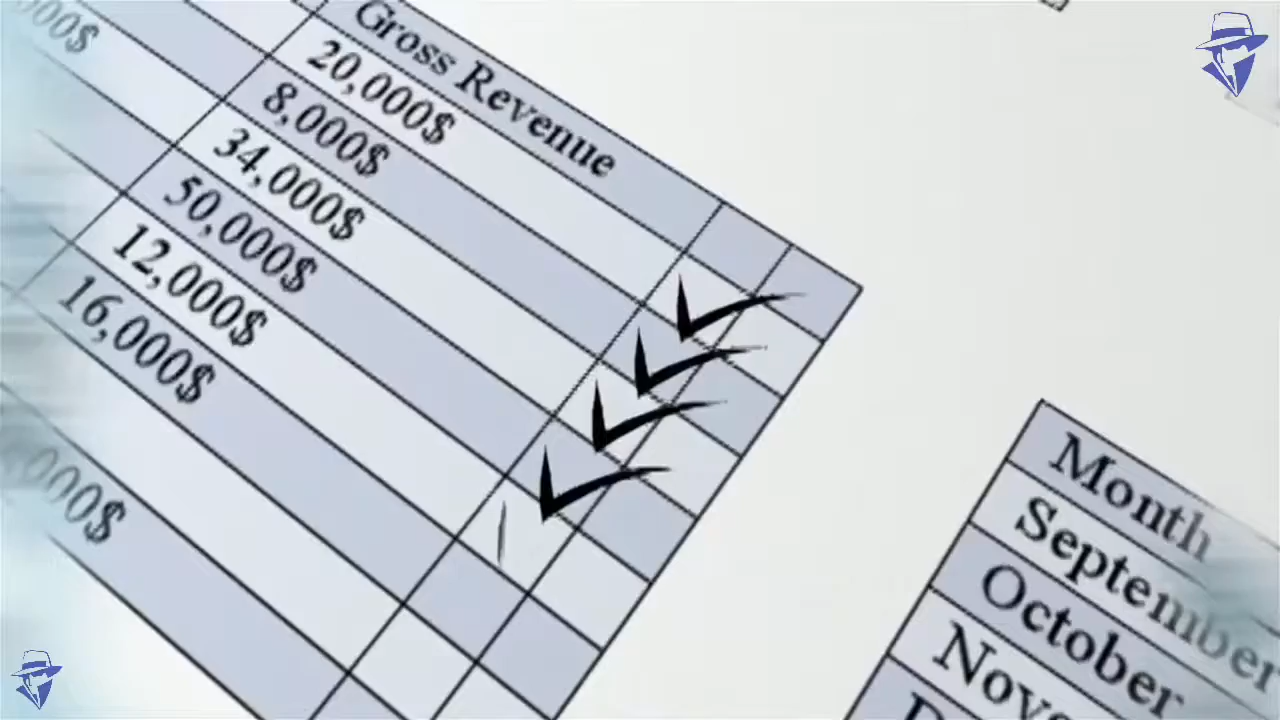 Gross Revenue
20,000$
8,000$
34,000$
50,000$
12,000$
16,000$
Month
September
October